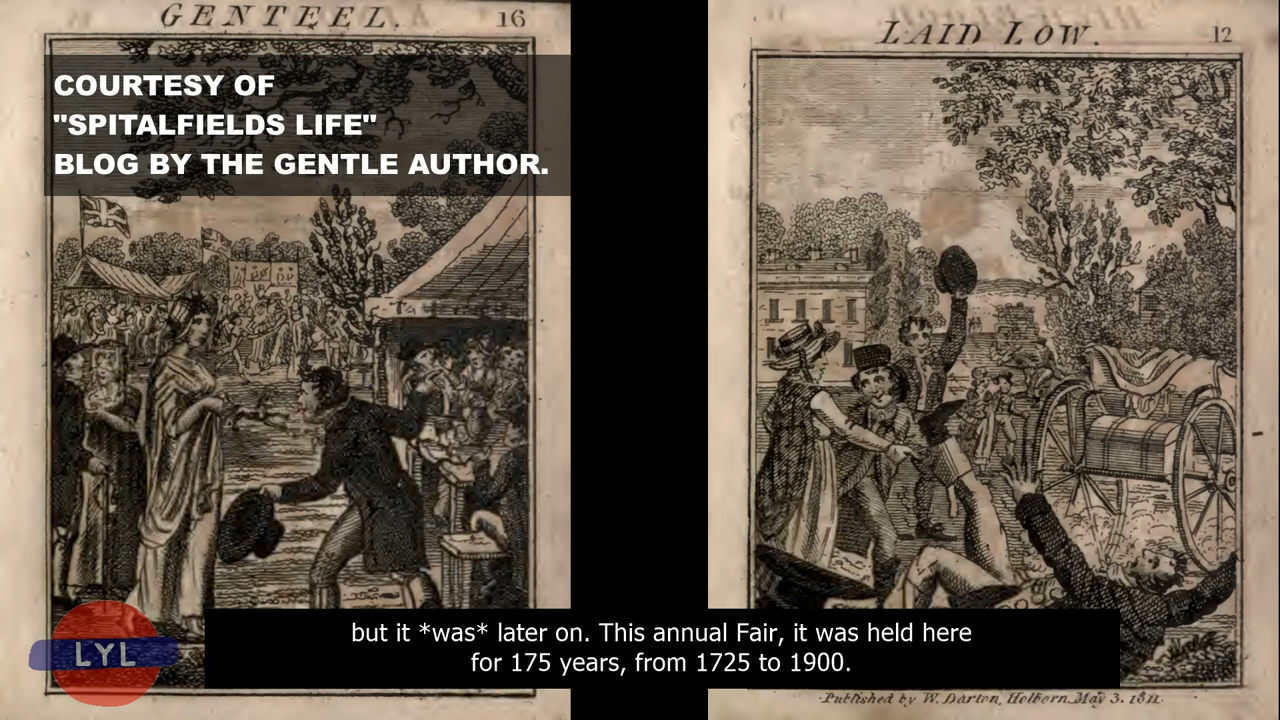 GENTEEL. 16
COURTESY OF
"SPITALFIELDS LIFE"
BLOG BY THE GENTLE AUTHOR.
LAID LOW. 12
Published by W. Darton, Holborn May 3. 1811.
but it *was* later on. This annual Fair, it was held here
for 175 years, from 1725 to 1900.
LYL